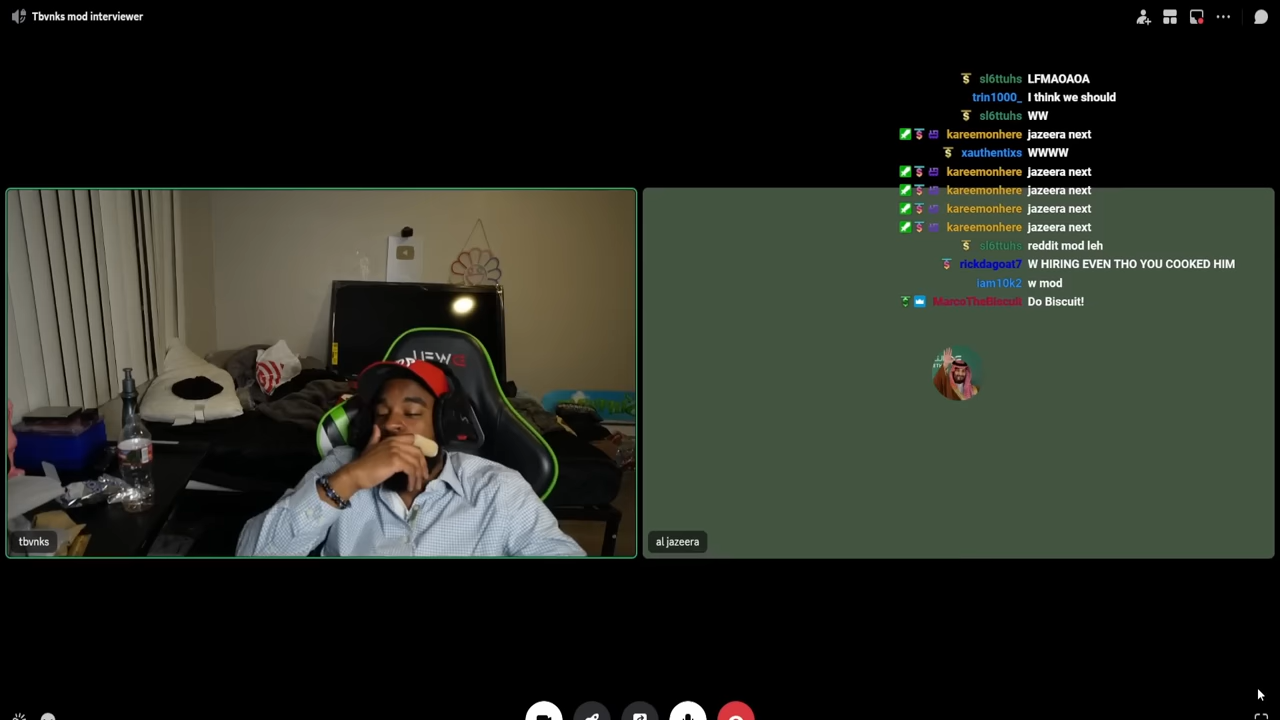 Tbvnks mod interviewer
sl6ttuhs LFMAOAOA
trin1000_ I think we should
sl6ttuhs WW
kareemonhere jazeera next
xauthentixs WWWW
kareemonhere jazeera next
kareemonhere jazeera next
kareemonhere jazeera next
kareemonhere jazeera next
sl6ttuhs reddit mod leh
rickdagoat7 W HIRING EVEN THO YOU COOKED HIM
iam10k2 w mod
MarcoTheBiscuit Do Biscuit!
tbvnks
al jazeera